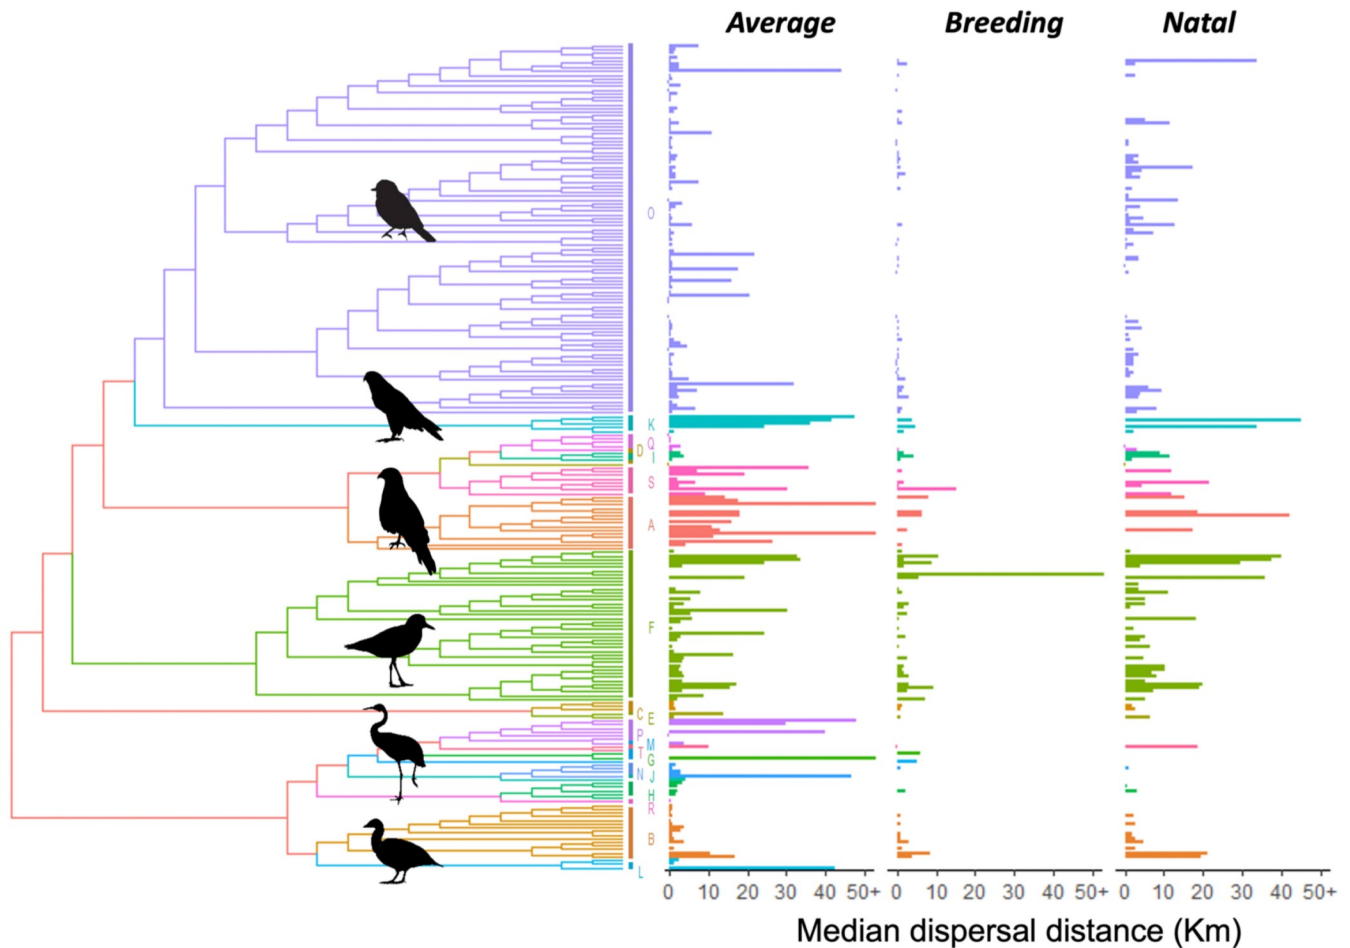 Average Breeding Natal
O
K
Q
D
I
S
A
F
C E
P
M
T
G
N J
H
R
B
L
0 10 20 30 40 50+ 0 10 20 30 40 50+ 0 10 20 30 40 50+
Median dispersal distance (Km)